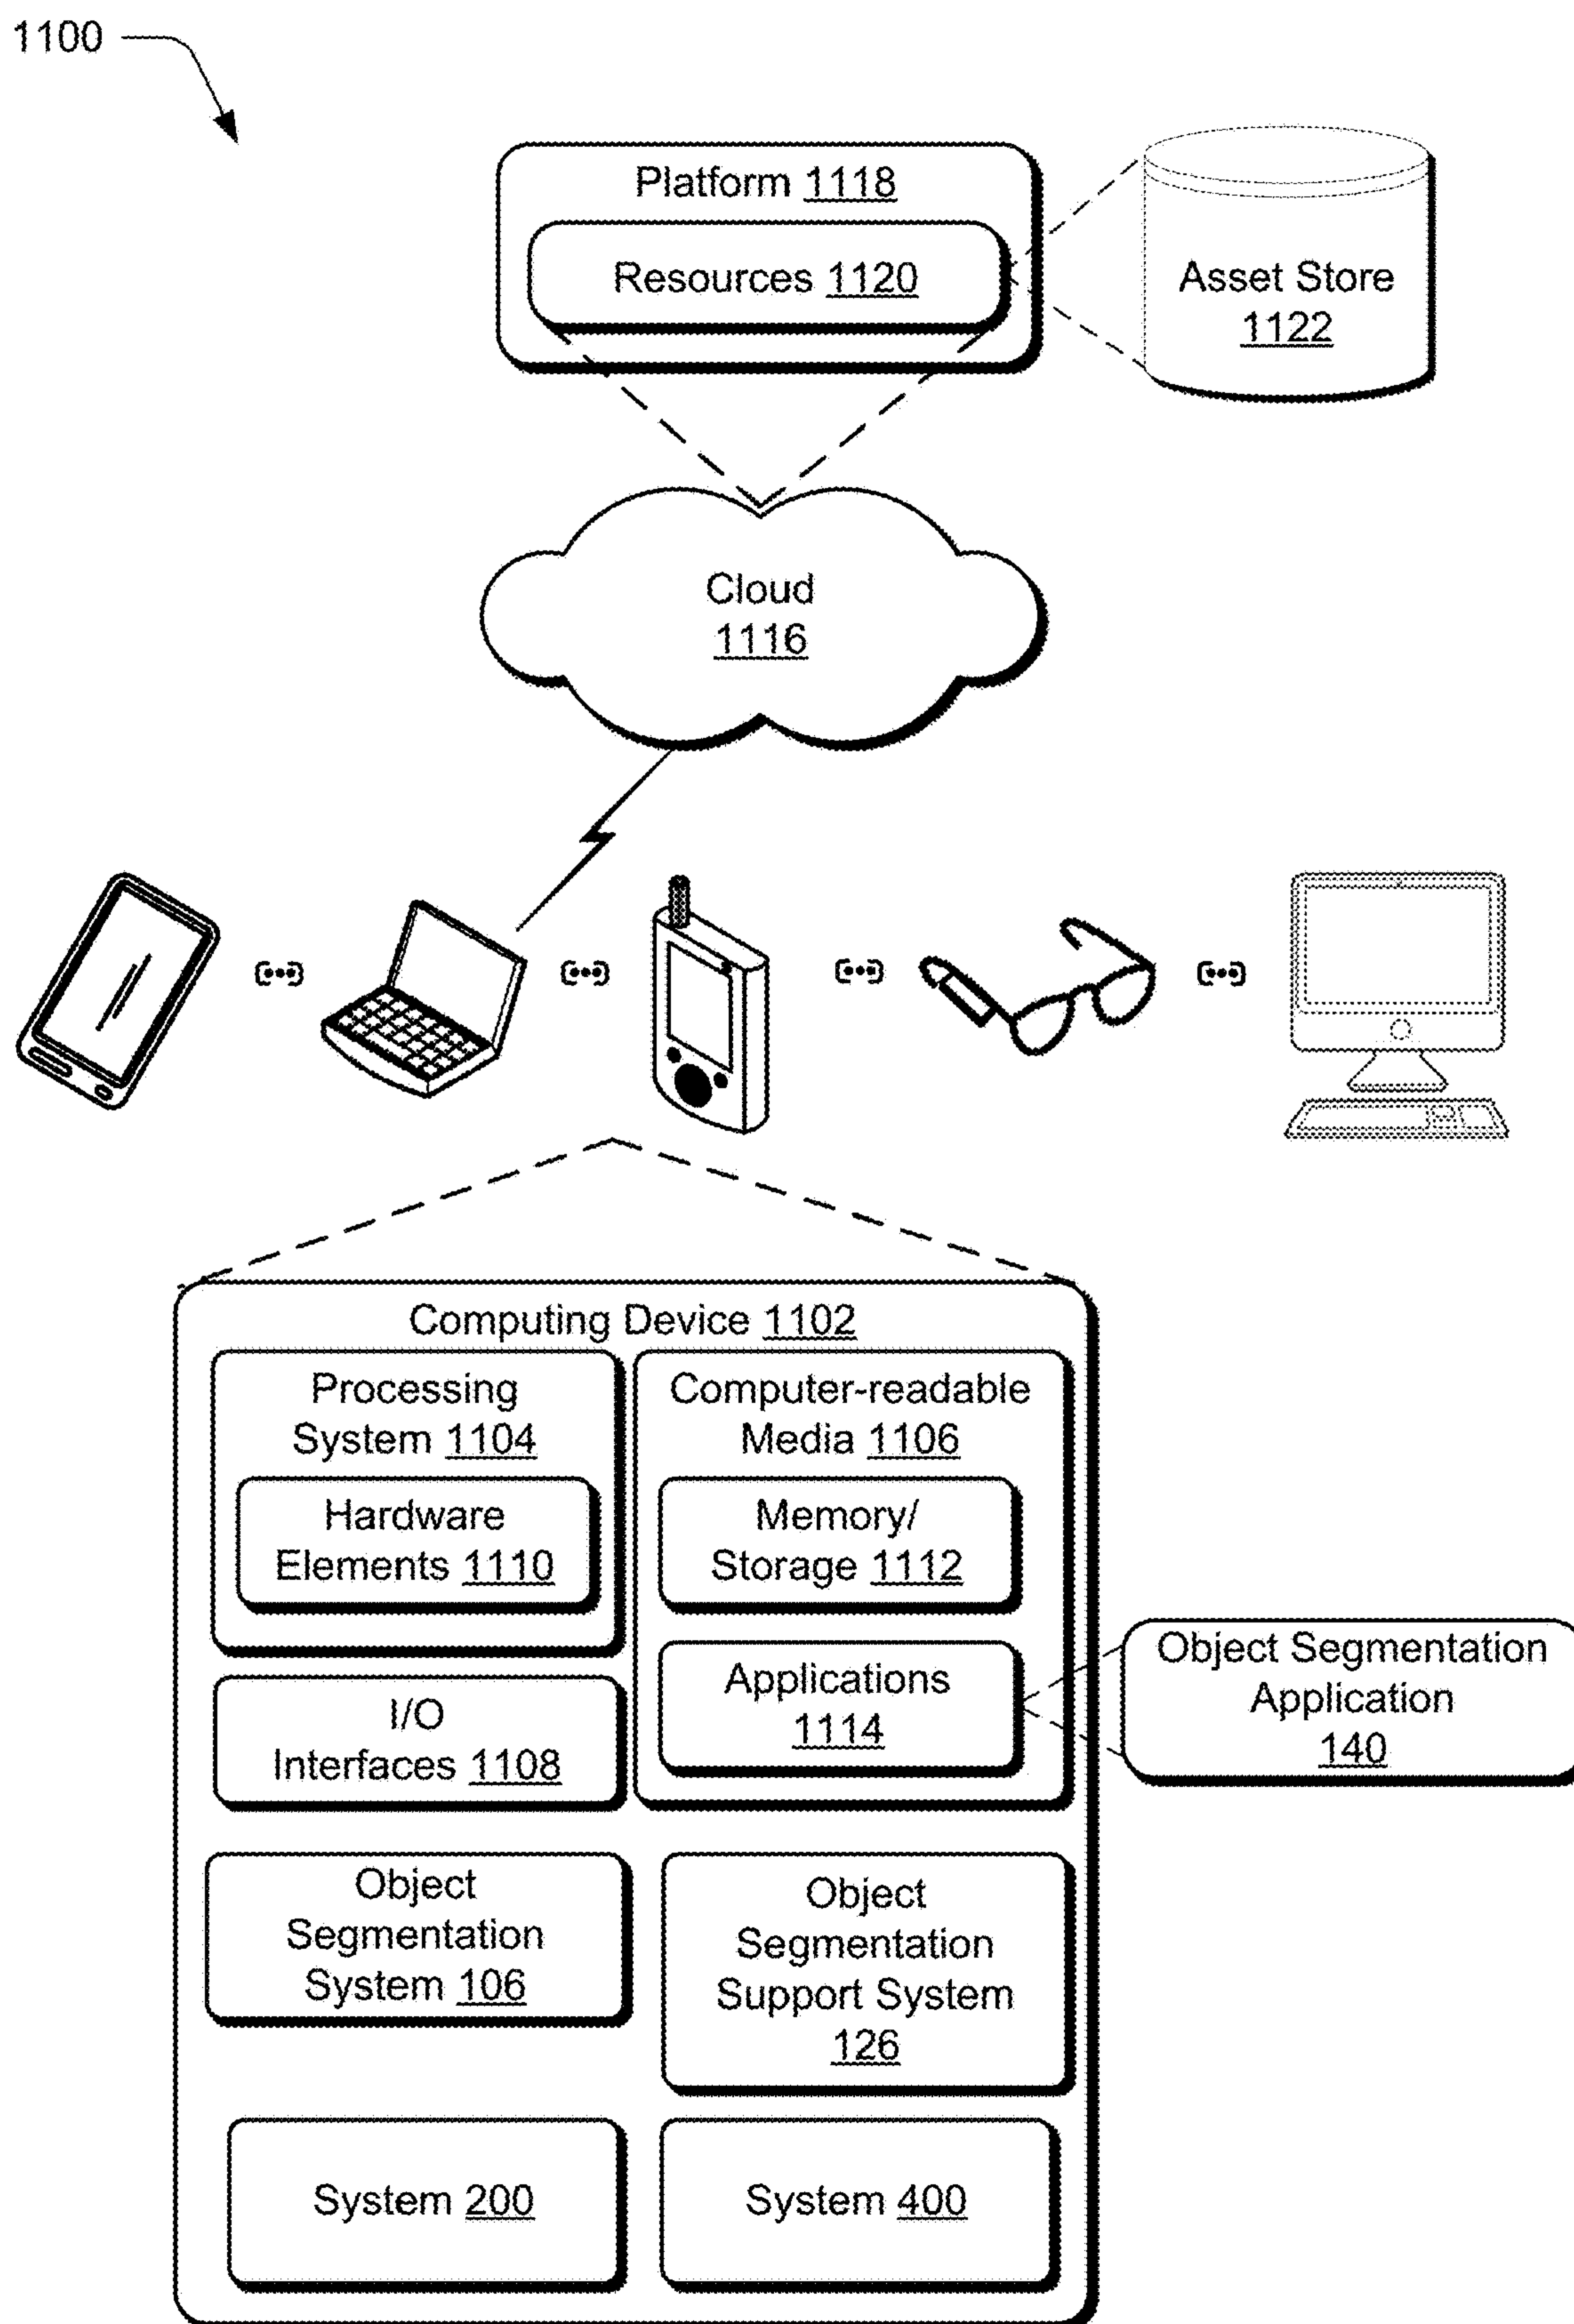 1100
Platform 1118
Resources 1120
Asset Store
1122
Cloud
1116
Computing Device 1102
Processing
System 1104
Hardware
Elements 1110
Computer-readable
Media 1106
Memory/
Storage 1112
Applications
1114
I/O
Interfaces 1108
Object Segmentation
Application
140
Object
Segmentation
System 106
Object
Segmentation
Support System
126
System 200
System 400